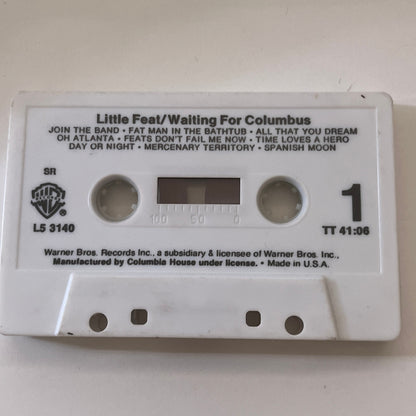 Little Feat/Waiting For Columbus
JOIN THE BAND • FAT MAN IN THE BATHTUB • ALL THAT YOU DREAM
OH ATLANTA • FEATS DON'T FAIL ME NOW • TIME LOVES A HERO
DAY OR NIGHT • MERCENARY TERRITORY • SPANISH MOON
SR
1
100 50 0
L5 3140
TT 41:06
Warner Bros. Records Inc., a subsidiary & licensee of Warner Bros. Inc.,
Manufactured by Columbia House under license. • Made in U.S.A.